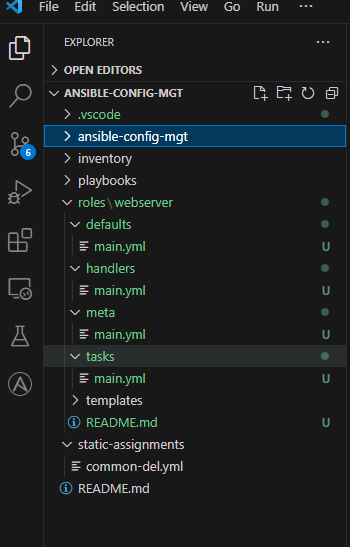 File Edit Selection View Go Run
EXPLORER
OPEN EDITORS
ANSIBLE-CONFIG-MGT
.vscode
ansible-config-mgt
6
inventory
playbooks
roles\webserver
defaults
main.yml U
handlers
main.yml U
meta
main.yml U
tasks
main.yml U
templates
README.md U
static-assignments
common-del.yml
README.md